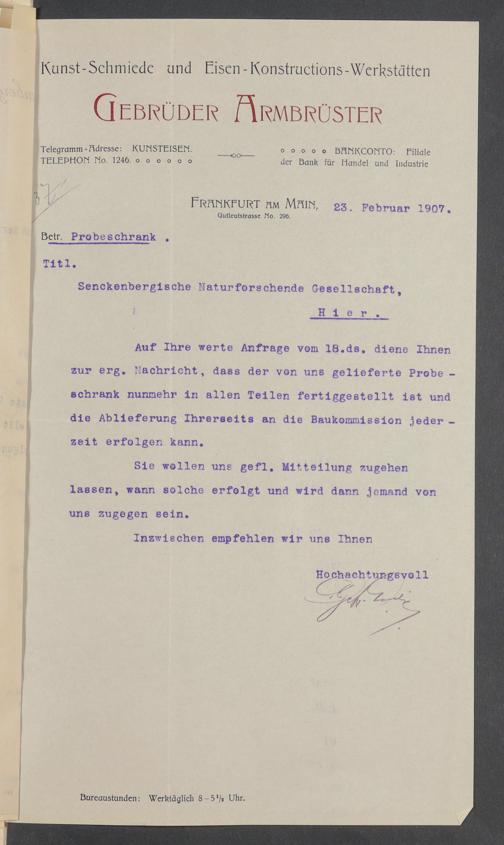 Kunst-Schmiede und Eisen-Konstructions-Werkstätten
GEBRÜDER ARMBRÜSTER
Telegramm-Adresse: KUNSTEISEN.
TELEPHON No. 1246. o o o o o o
o o o o o BANKCONTO: Filiale
der Bank für Handel und Industrie
37
FRANKFURT AM MAIN, 23. Februar 1907.
Gutleutstrasse No. 296.
Betr. Probeschrank .
Titl.
Senckenbergische Naturforschende Gesellschaft,
Hier.
Auf Ihre werte Anfrage vom 18.ds. diene Ihnen
zur erg. Nachricht, dass der von uns gelieferte Probe -
schrank nunmehr in allen Teilen fertiggestellt ist und
die Ablieferung Ihrerseits an die Baukommission jeder -
zeit erfolgen kann.
Sie wollen uns gefl. Mitteilung zugehen
lassen, wann solche erfolgt und wird dann jemand von
uns zugegen sein.
Inzwischen empfehlen wir uns Ihnen
Hochachtungsvoll
Bureaustunden: Werktäglich 8–5½ Uhr.